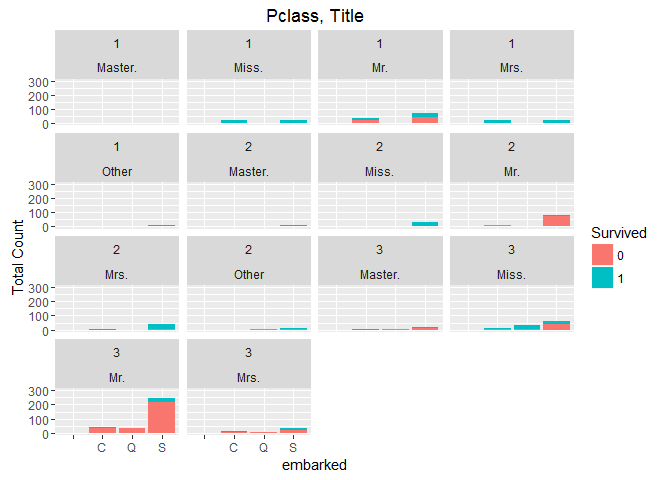 Pclass, Title
1 1 1 1
Master. Miss. Mr. Mrs.
300
200
100
0
1 2 2 2
Other Master. Miss. Mr.
300
200
100
0
2 2 3 3
Mrs. Other Master. Miss.
300
200
100
0
3 3
Mr. Mrs.
300
200
100
0
C Q S C Q S
embarked
Total Count
Survived
0
1